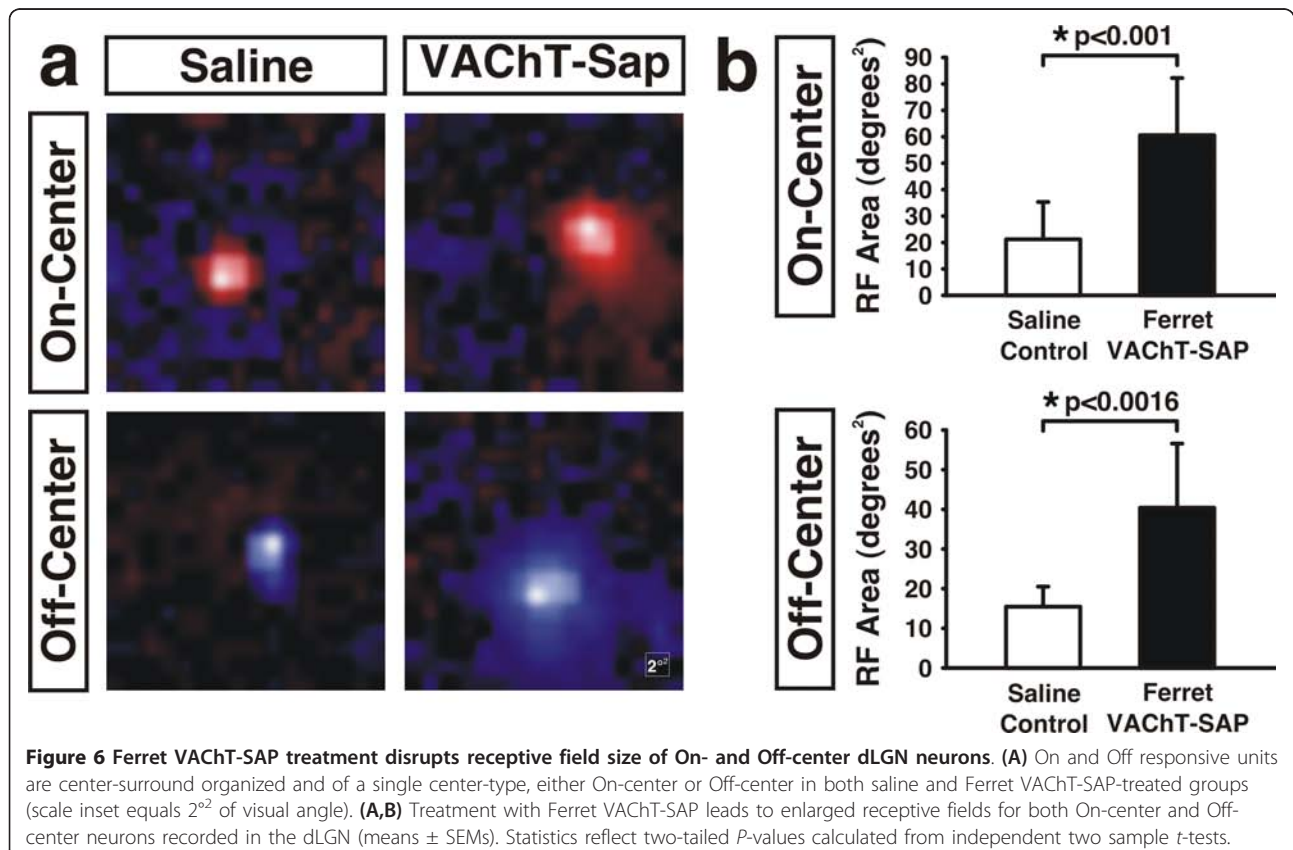 a
Saline
VAChT-Sap
On-Center
Off-Center
2°²
b
On-Center
RF Area (degrees²)
90
80
70
60
50
40
30
20
10
0
* p<0.001
Saline
Control
Ferret
VAChT-SAP
Off-Center
RF Area (degrees²)
60
50
40
30
20
10
0
* p<0.0016
Saline
Control
Ferret
VAChT-SAP
Figure 6 Ferret VAChT-SAP treatment disrupts receptive field size of On- and Off-center dLGN neurons. (A) On and Off responsive units
are center-surround organized and of a single center-type, either On-center or Off-center in both saline and Ferret VAChT-SAP-treated groups
(scale inset equals 2°² of visual angle). (A,B) Treatment with Ferret VAChT-SAP leads to enlarged receptive fields for both On-center and Off-
center neurons recorded in the dLGN (means ± SEMs). Statistics reflect two-tailed P-values calculated from independent two sample t-tests.